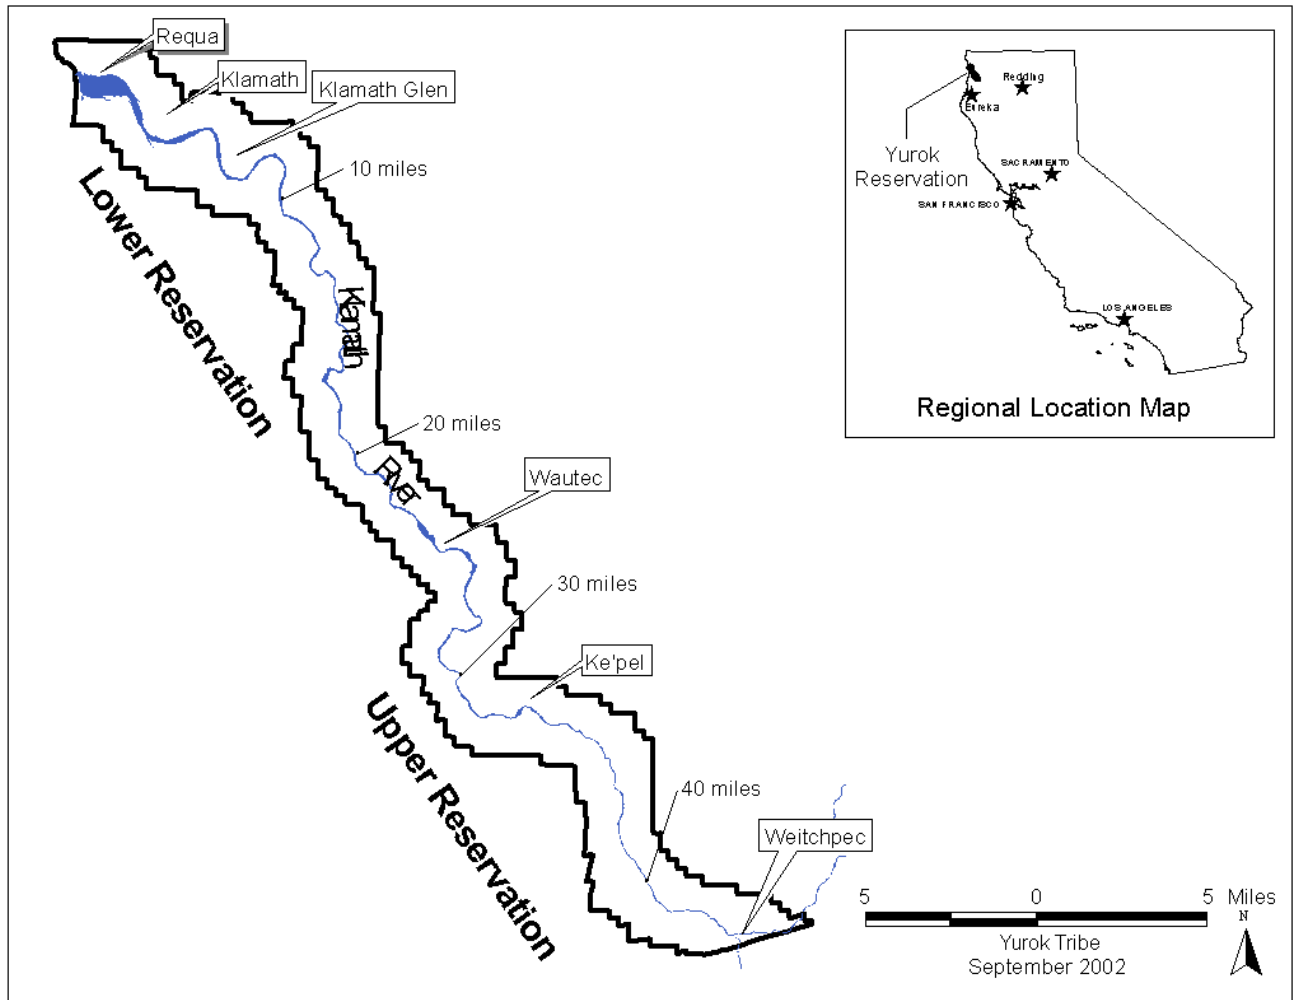 Requa
Klamath
Klamath Glen
10 miles
Lower Reservation
Klamath
River
20 miles
Wautec
30 miles
Ke'pel
Upper Reservation
40 miles
Weitchpec
Redding
Eureka
Yurok
Reservation
SACRAMENTO
SAN FRANCISCO
LOS ANGELES
Regional Location Map
5 0 5 Miles
N
Yurok Tribe
September 2002